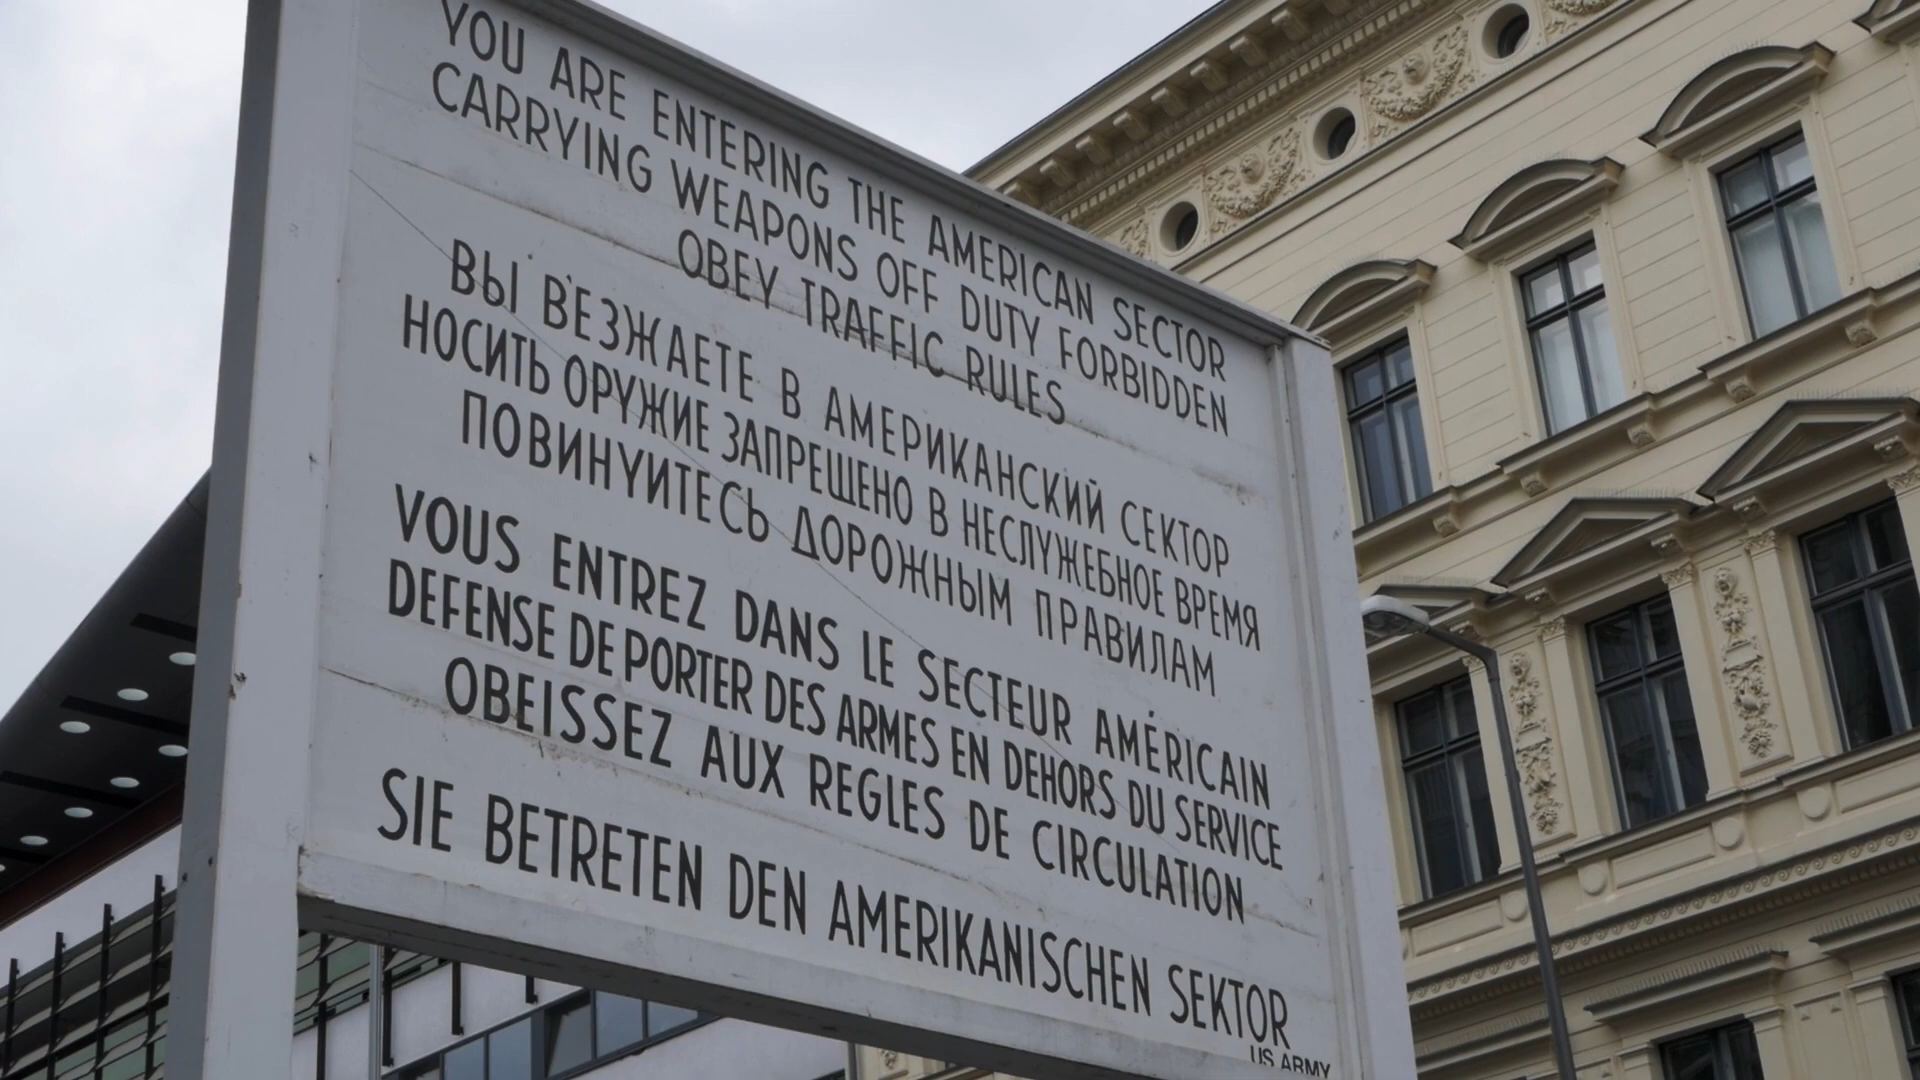 YOU ARE ENTERING THE AMERICAN SECTOR
CARRYING WEAPONS OFF DUTY FORBIDDEN
OBEY TRAFFIC RULES
ВЫ В'ЕЗЖАЕТЕ В АМЕРИКАНСКИЙ СЕКТОР
НОСИТЬ ОРУЖИЕ ЗАПРЕЩЕНО В НЕСЛУЖЕБНОЕ ВРЕМЯ
ПОВИНУИТЕСЬ ДОРОЖНЫМ ПРАВИЛАМ
VOUS ENTREZ DANS LE SECTEUR AMÉRICAIN
DEFENSE DE PORTER DES ARMES EN DEHORS DU SERVICE
OBEISSEZ AUX REGLES DE CIRCULATION
SIE BETRETEN DEN AMERIKANISCHEN SEKTOR
US ARMY